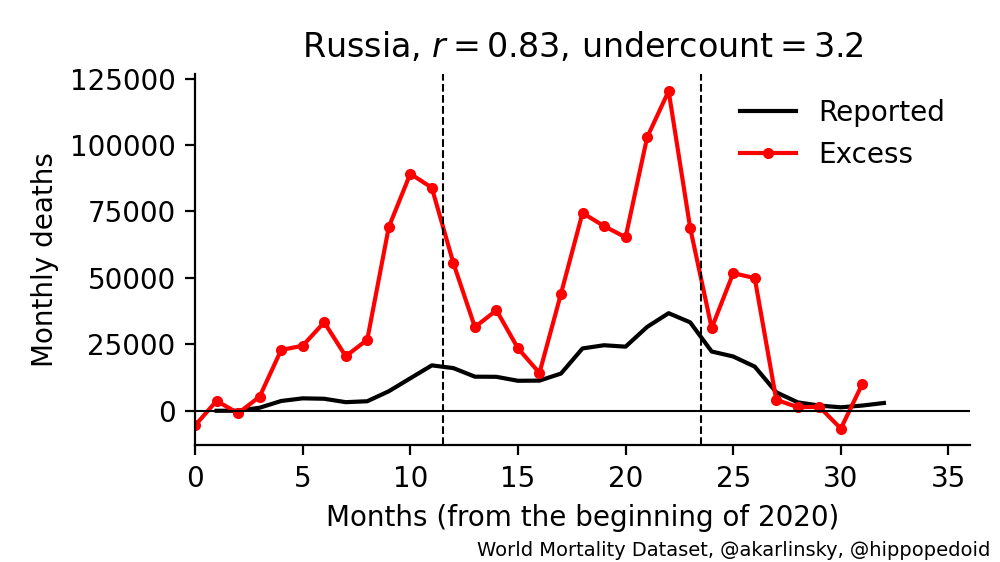 Russia, r = 0.83, undercount = 3.2
125000
100000
75000
50000
25000
0
Monthly deaths
Reported
Excess
0 5 10 15 20 25 30 35
Months (from the beginning of 2020)
World Mortality Dataset, @akarlinsky, @hippopedoid